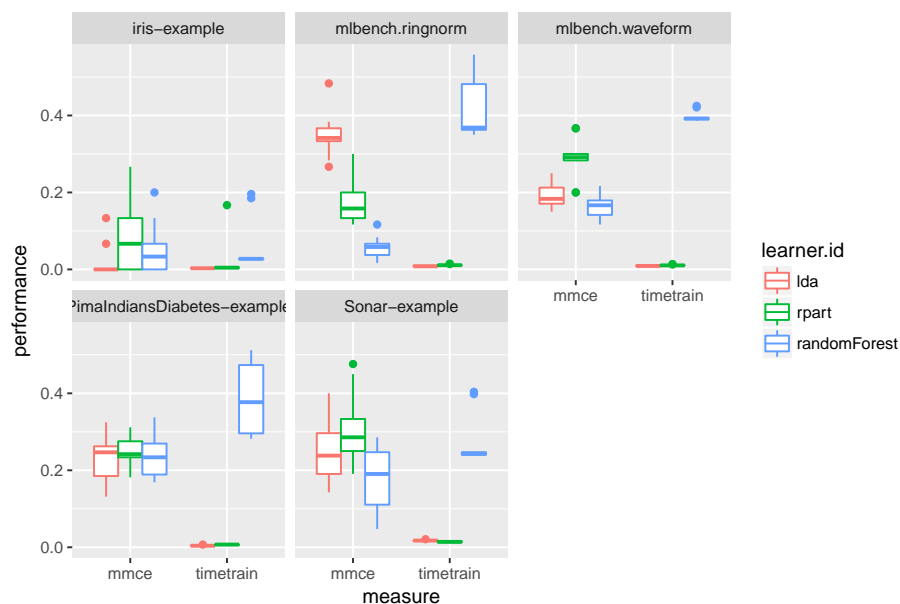 iris−example
mlbench.ringnorm
mlbench.waveform
0.4
0.2
0.0
mmce
timetrain
PimaIndiansDiabetes−example
Sonar−example
0.4
0.2
0.0
mmce
timetrain
mmce
timetrain
performance
measure
learner.id
lda
rpart
randomForest